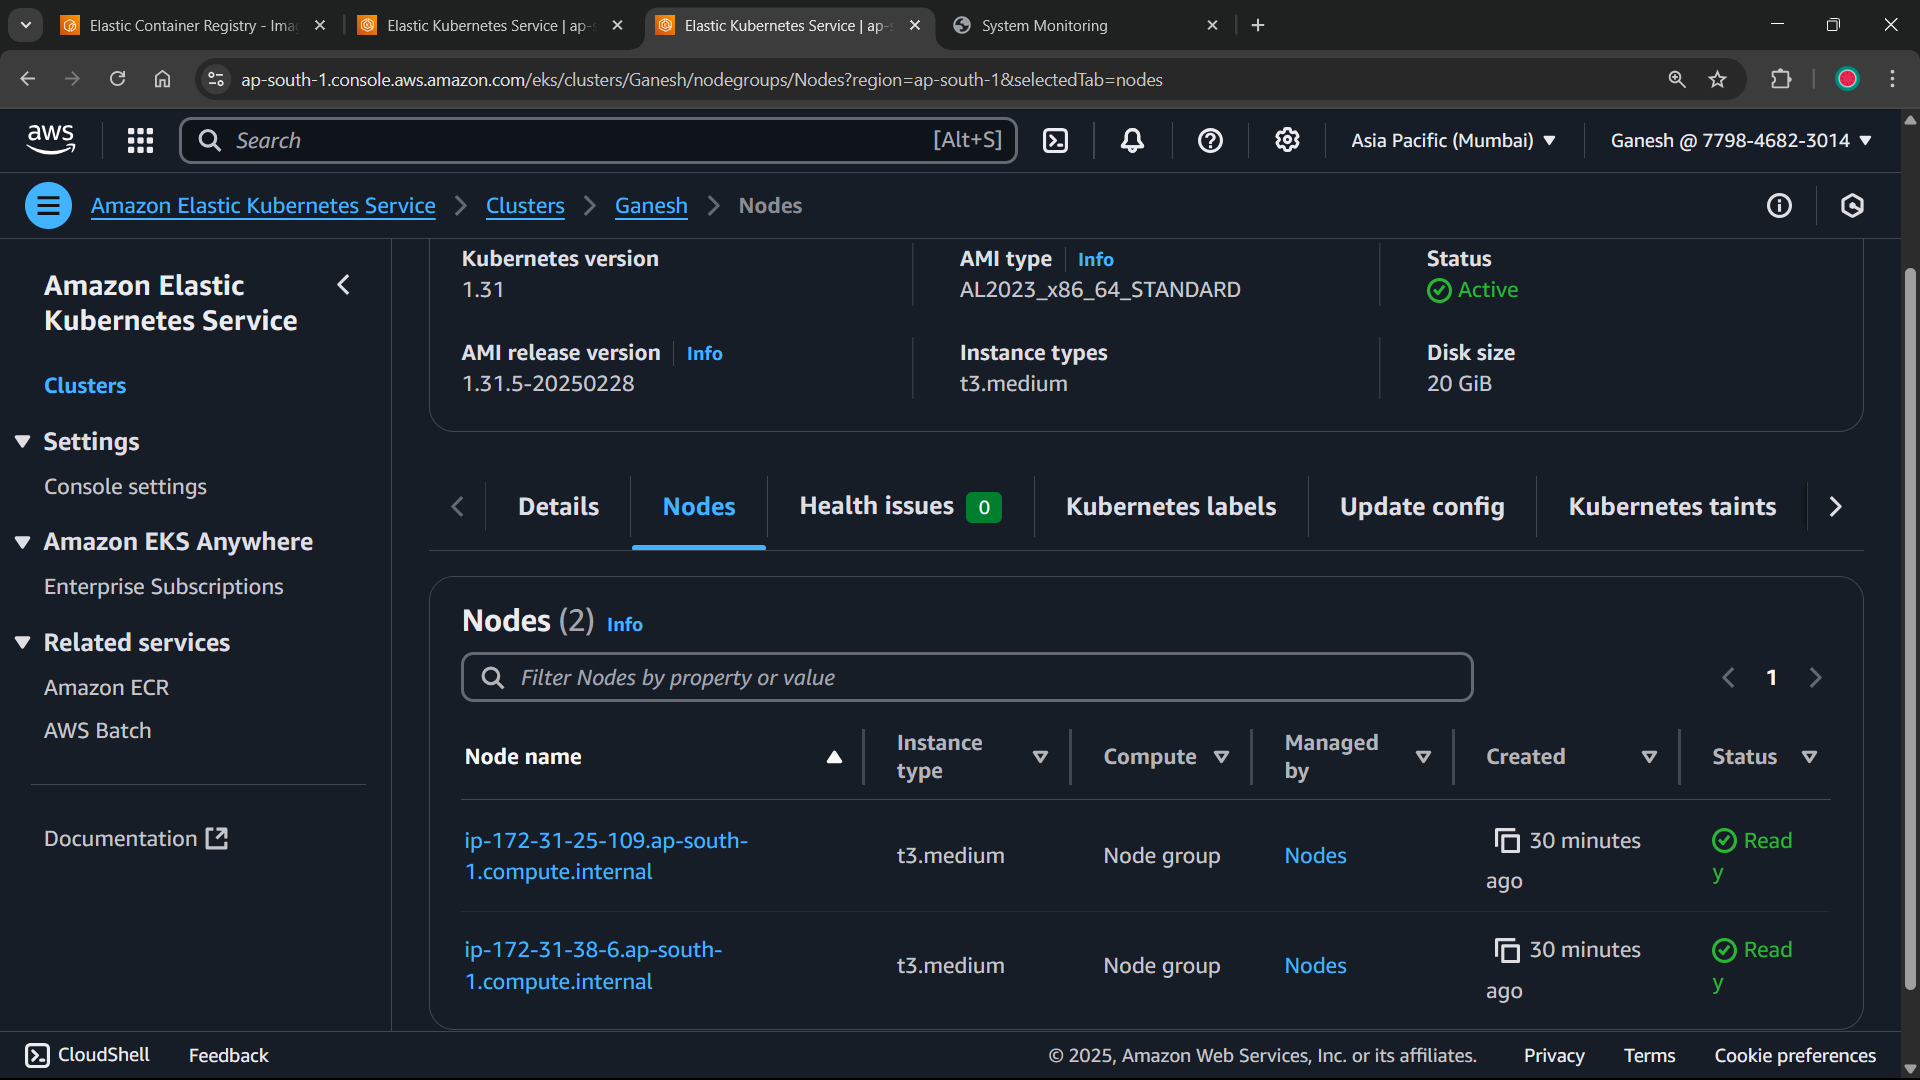 Elastic Container Registry - Ima
Elastic Kubernetes Service | ap-s
Elastic Kubernetes Service | ap-s
System Monitoring
ap-south-1.console.aws.amazon.com/eks/clusters/Ganesh/nodegroups/Nodes?region=ap-south-1&selectedTab=nodes
aws
Search
[Alt+S]
Asia Pacific (Mumbai)
Ganesh @ 7798-4682-3014
Amazon Elastic Kubernetes Service
Clusters
Ganesh
Nodes
Amazon Elastic
Kubernetes Service
Clusters
Settings
Console settings
Amazon EKS Anywhere
Enterprise Subscriptions
Related services
Amazon ECR
AWS Batch
Documentation
Kubernetes version
1.31
AMI type
Info
AL2023_x86_64_STANDARD
Status
Active
AMI release version
Info
1.31.5-20250228
Instance types
t3.medium
Disk size
20 GiB
Details
Nodes
Health issues
0
Kubernetes labels
Update config
Kubernetes taints
Nodes (2)
Info
Filter Nodes by property or value
1
Node name
Instance
type
Compute
Managed
by
Created
Status
ip-172-31-25-109.ap-south-
1.compute.internal
t3.medium
Node group
Nodes
30 minutes
ago
Read
y
ip-172-31-38-6.ap-south-
1.compute.internal
t3.medium
Node group
Nodes
30 minutes
ago
Read
y
CloudShell
Feedback
© 2025, Amazon Web Services, Inc. or its affiliates.
Privacy
Terms
Cookie preferences